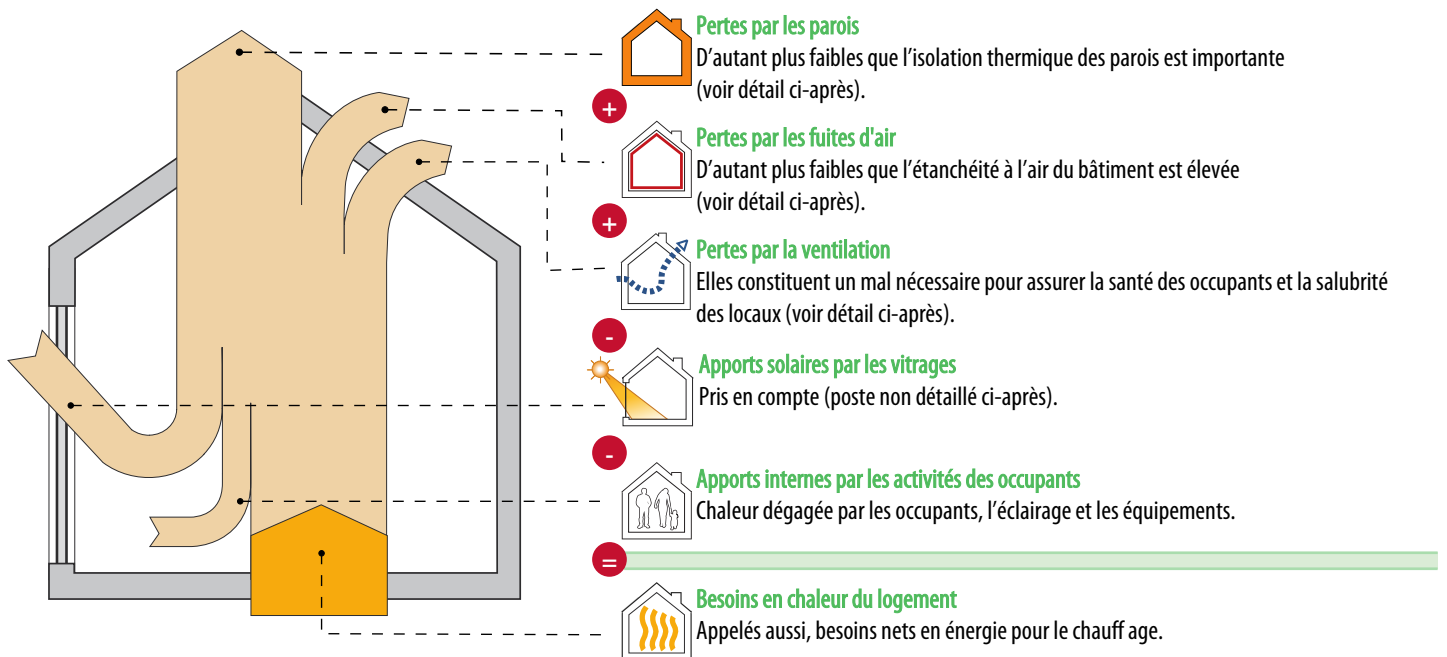 Pertes par les parois
D'autant plus faibles que l'isolation thermique des parois est importante
(voir détail ci-après).
+
Pertes par les fuites d'air
D'autant plus faibles que l'étanchéité à l'air du bâtiment est élevée
(voir détail ci-après).
+
Pertes par la ventilation
Elles constituent un mal nécessaire pour assurer la santé des occupants et la salubrité
des locaux (voir détail ci-après).
-
Apports solaires par les vitrages
Pris en compte (poste non détaillé ci-après).
-
Apports internes par les activités des occupants
Chaleur dégagée par les occupants, l'éclairage et les équipements.
=
Besoins en chaleur du logement
Appelés aussi, besoins nets en énergie pour le chauff age.